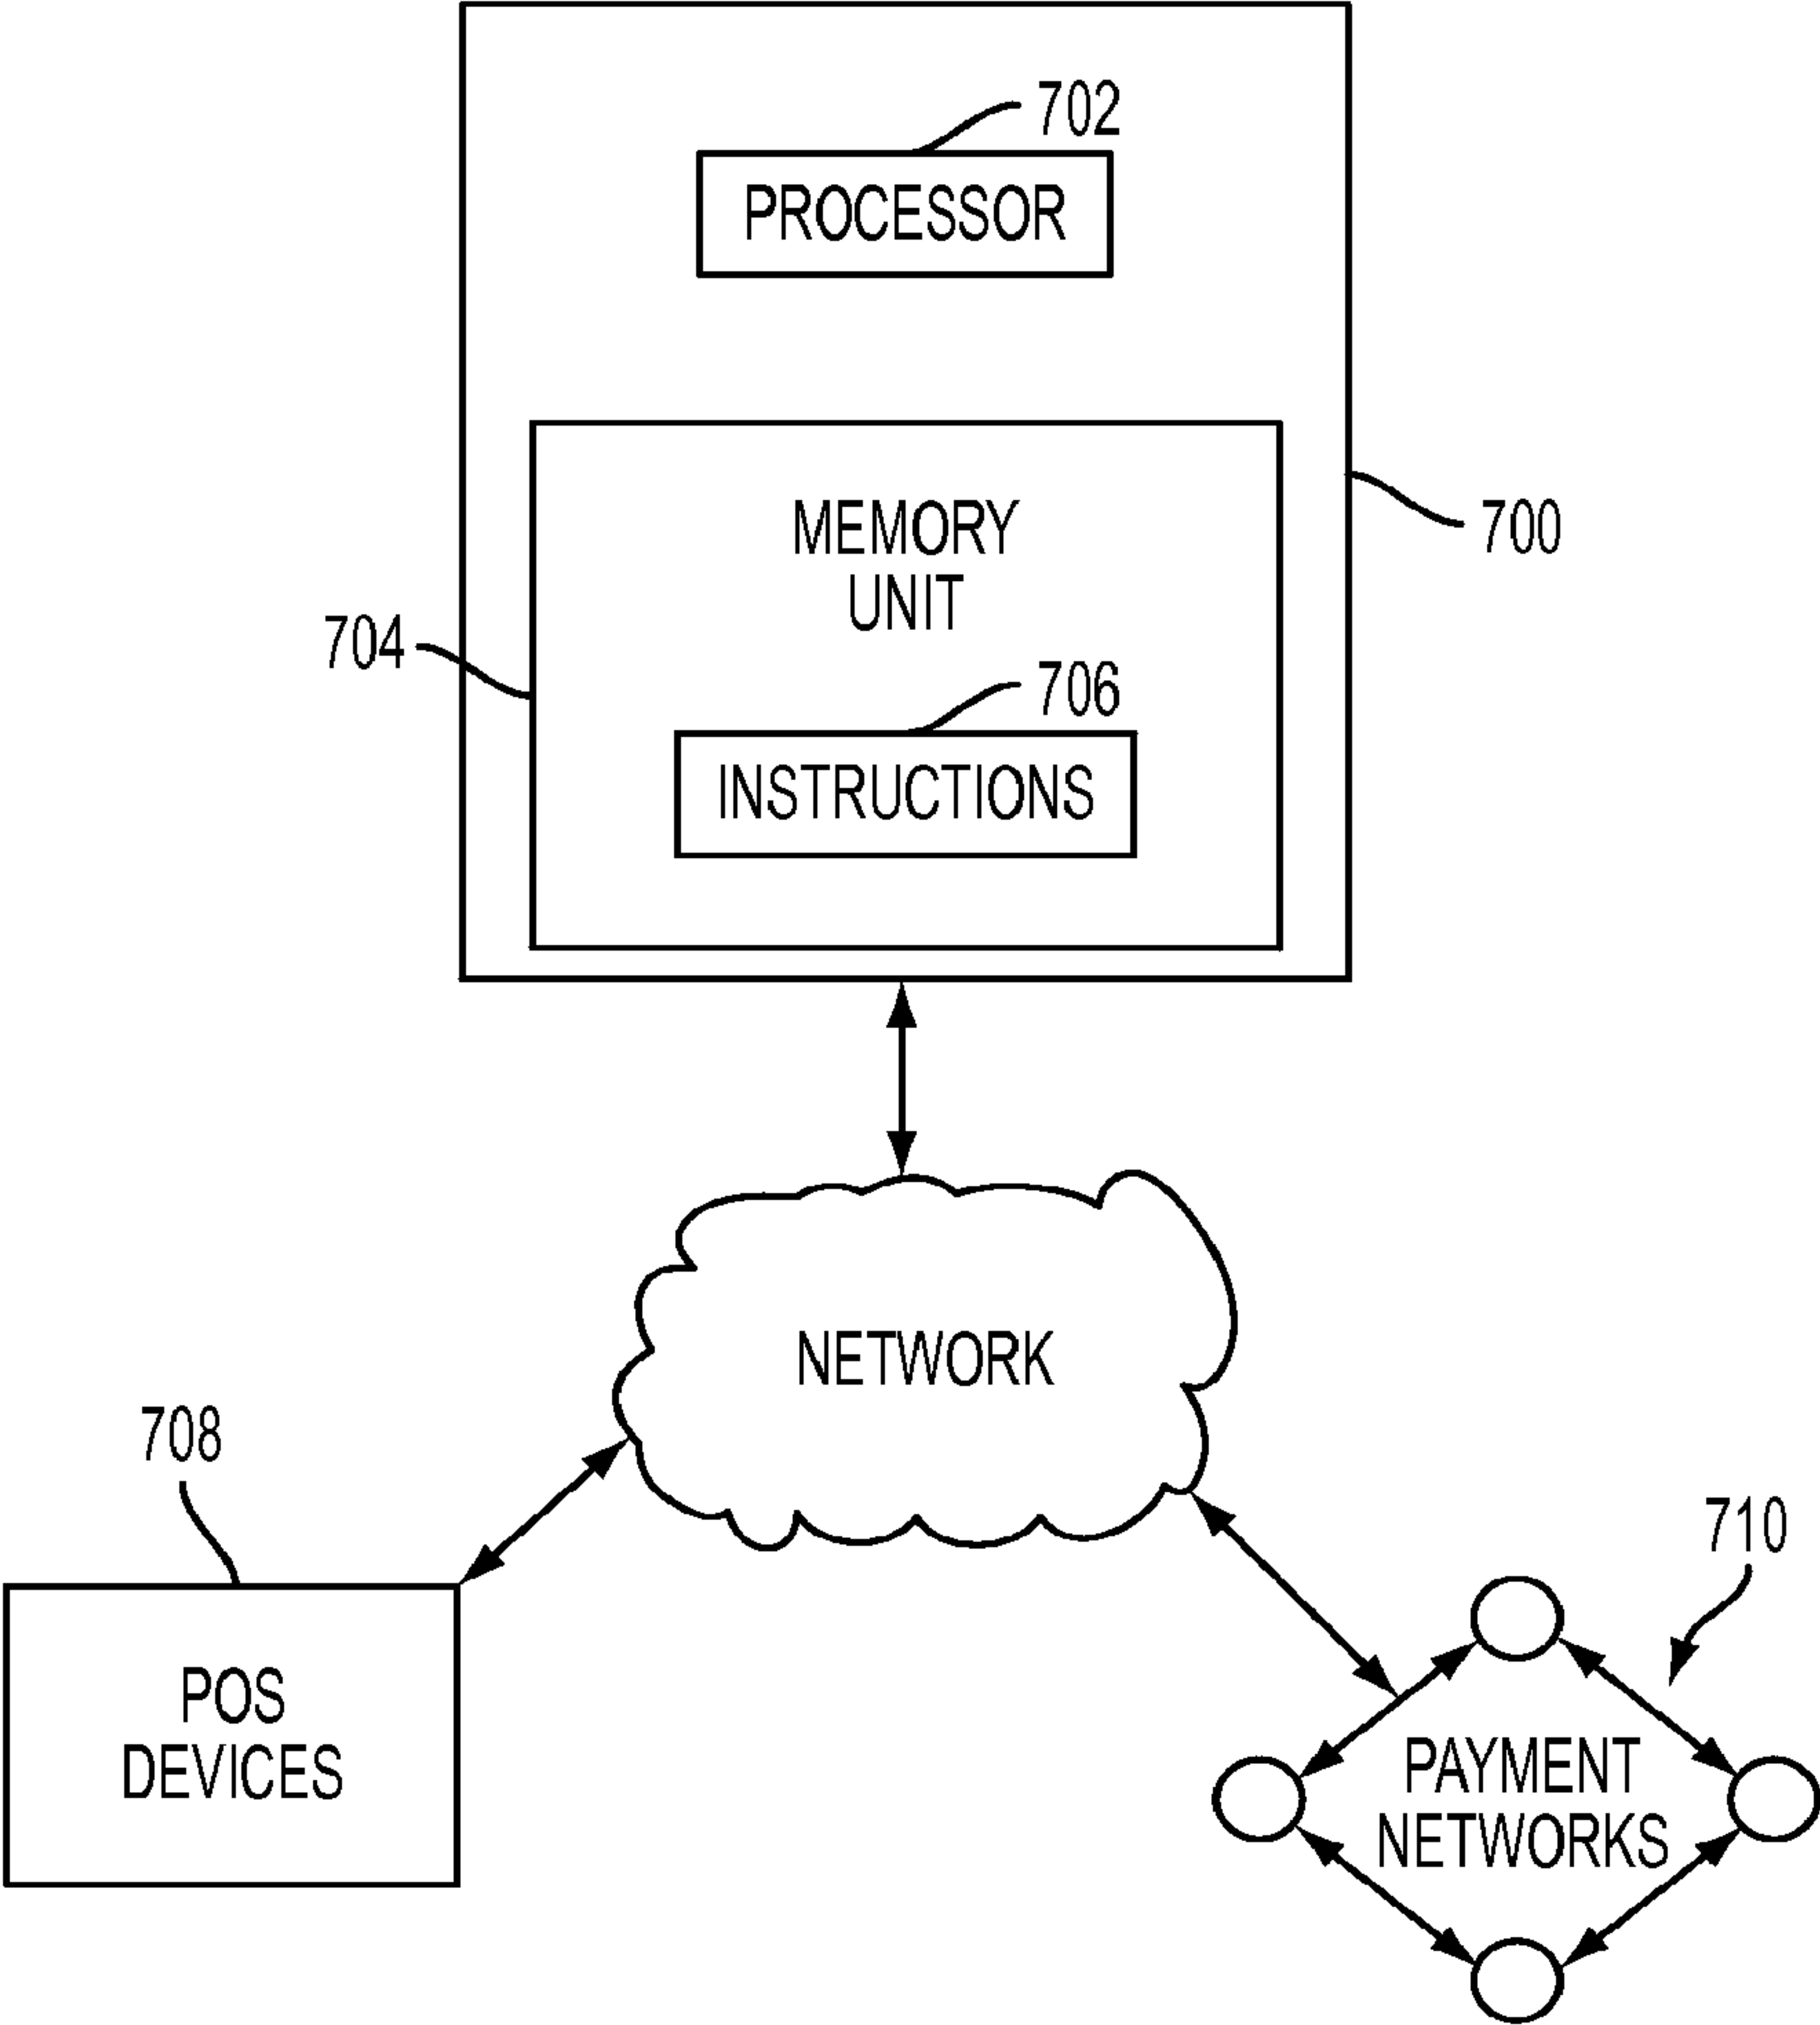 702
PROCESSOR
700
MEMORY
UNIT
704
706
INSTRUCTIONS
NETWORK
708
710
POS
DEVICES
PAYMENT
NETWORKS